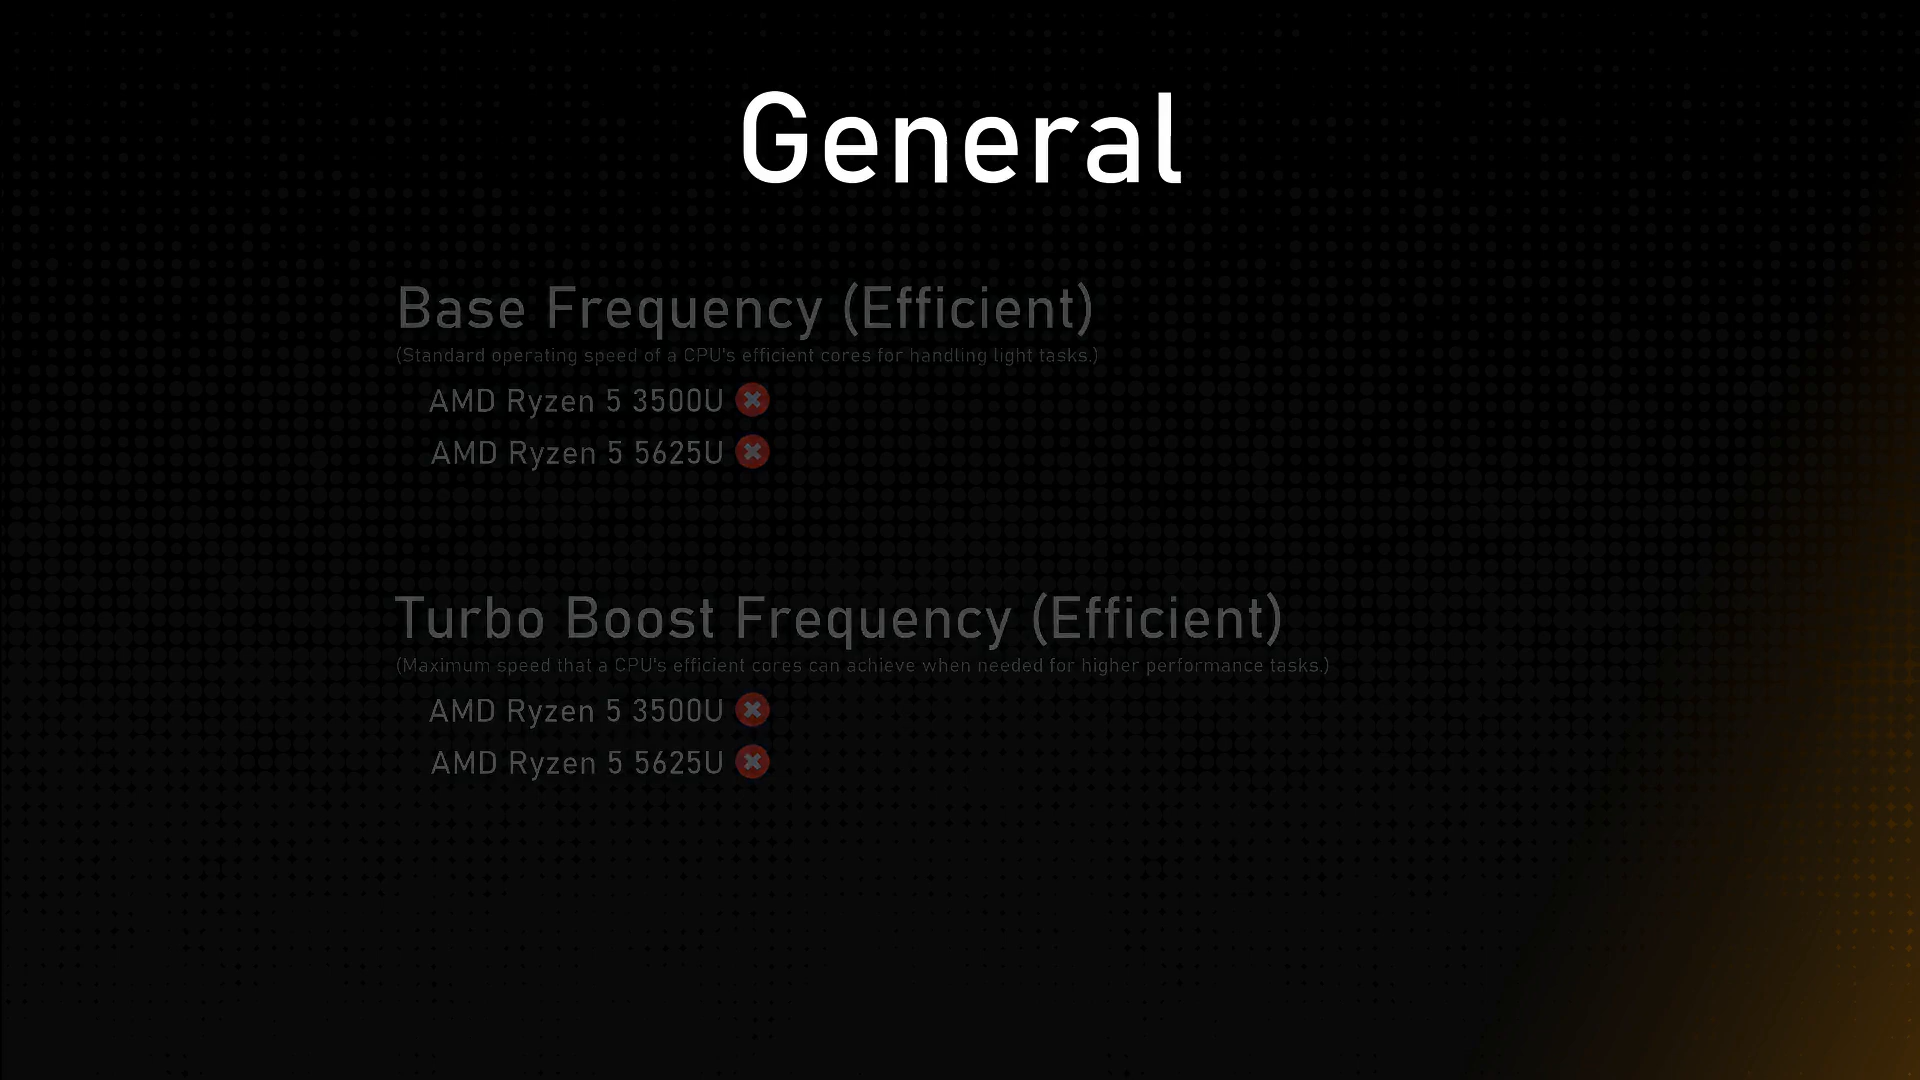 General
Base Frequency (Efficient)
(Standard operating speed of a CPU's efficient cores for handling light tasks.)
AMD Ryzen 5 3500U
AMD Ryzen 5 5625U
Turbo Boost Frequency (Efficient)
(Maximum speed that a CPU's efficient cores can achieve when needed for higher performance tasks.)
AMD Ryzen 5 3500U
AMD Ryzen 5 5625U